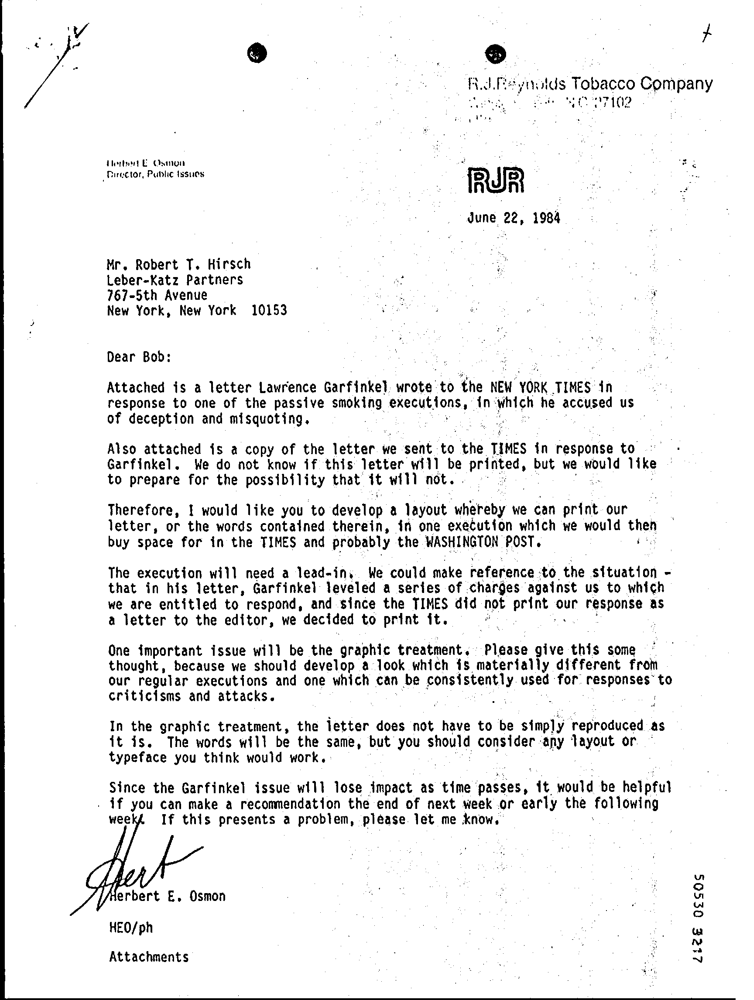 R.J.Reynolds Tobacco Company
NC 27102
Herbert E. Osmon
Director, Public Issues
RJR
June 22, 1984
Mr. Robert T. Hirsch
Leber-Katz Partners
767-5th Avenue
New York, New York 10153
Dear Bob:
Attached is a letter Lawrence Garfinkel wrote to the NEW YORK TIMES in
response to one of the passive smoking executions, in which he accused us
of deception and misquoting.
Also attached is a copy of the letter we sent to the TIMES in response to
Garfinkel. We do not know if this letter will be printed, but we would like
to prepare for the possibility that it will not.
Therefore, I would like you to develop a layout whereby we can print our
letter, or the words contained therein, in one execution which we would then
buy space for in the TIMES and probably the WASHINGTON POST.
The execution will need a lead-in. We could make reference to the situation -
that in his letter, Garfinkel leveled a series of charges against us to which
we are entitled to respond, and since the TIMES did not print our response as
a letter to the editor, we decided to print it.
One important issue will be the graphic treatment. Please give this some
thought, because we should develop a look which is materially different from
our regular executions and one which can be consistently used for responses to
criticisms and attacks.
In the graphic treatment, the letter does not have to be simply reproduced as
it is. The words will be the same, but you should consider any layout or
typeface you think would work.
Since the Garfinkel issue will lose impact as time passes, it would be helpful
if you can make a recommendation the end of next week or early the following
week. If this presents a problem, please let me know.
Herb
Herbert E. Osmon
HEO/ph
Attachments
50530 3217